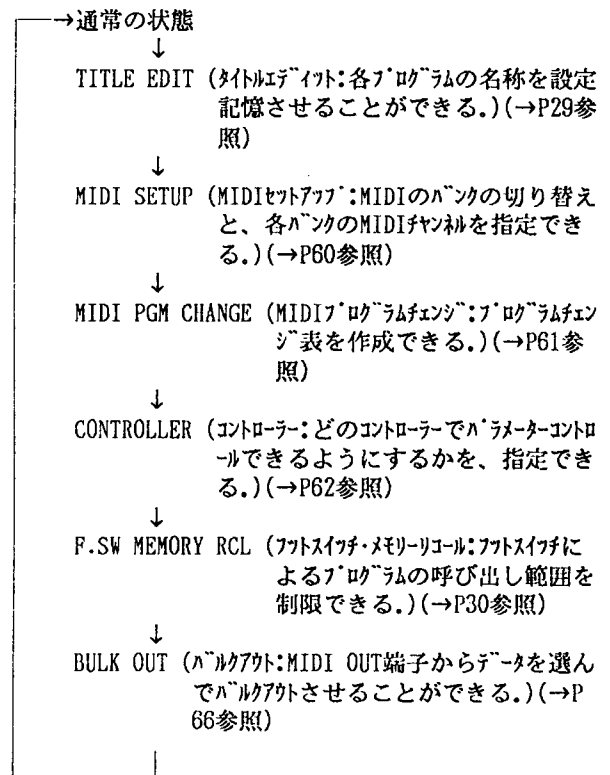 →通常の状態
↓
TITLE EDIT (ﾀｲﾄﾙｴﾃﾞｨｯﾄ:各ﾌﾟﾛｸﾞﾗﾑの名称を設定
記憶させることができる.)(→P29参
照)
↓
MIDI SETUP (MIDIｾｯﾄｱｯﾌﾟ:MIDIのﾊﾞﾝｸの切り替え
と、各ﾊﾞﾝｸのMIDIﾁｬﾝﾈﾙを指定でき
る.)(→P60参照)
↓
MIDI PGM CHANGE (MIDIﾌﾟﾛｸﾞﾗﾑﾁｪﾝｼﾞ:ﾌﾟﾛｸﾞﾗﾑﾁｪﾝ
ｼﾞ表を作成できる.)(→P61参
照)
↓
CONTROLLER (ｺﾝﾄﾛｰﾗｰ:どのｺﾝﾄﾛｰﾗｰでﾊﾟﾗﾒｰﾀｰｺﾝﾄﾛ
ｰﾙできるようにするかを、指定でき
る.)(→P62参照)
↓
F.SW MEMORY RCL (ﾌｯﾄｽｲｯﾁ･ﾒﾓﾘｰﾘｺｰﾙ:ﾌｯﾄｽｲｯﾁに
よるﾌﾟﾛｸﾞﾗﾑの呼び出し範囲を
制限できる.)(→P30参照)
↓
BULK OUT (ﾊﾞﾙｸｱｳﾄ:MIDI OUT端子からﾃﾞｰﾀを選ん
でﾊﾞﾙｸｱｳﾄさせることができる.)(→P
66参照)